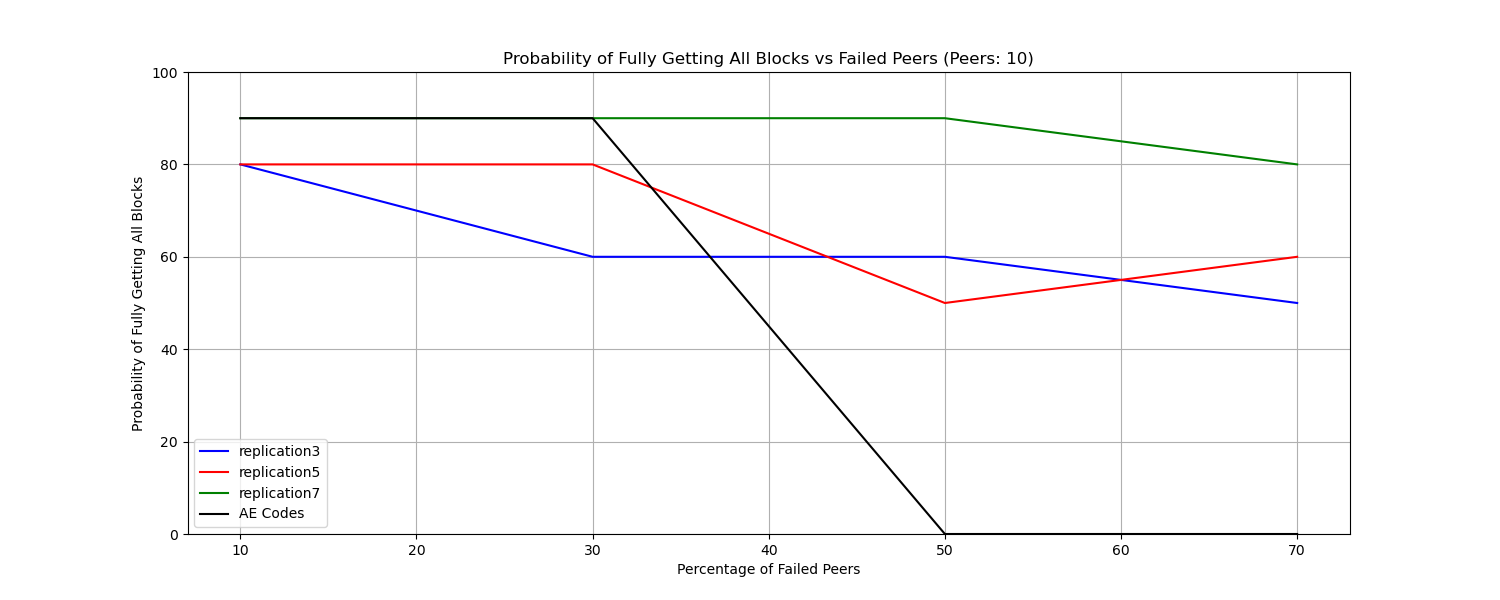 Probability of Fully Getting All Blocks vs Failed Peers (Peers: 10)
Probability of Fully Getting All Blocks
100
80
60
40
20
0
replication3
replication5
replication7
AE Codes
10 20 30 40 50 60 70
Percentage of Failed Peers